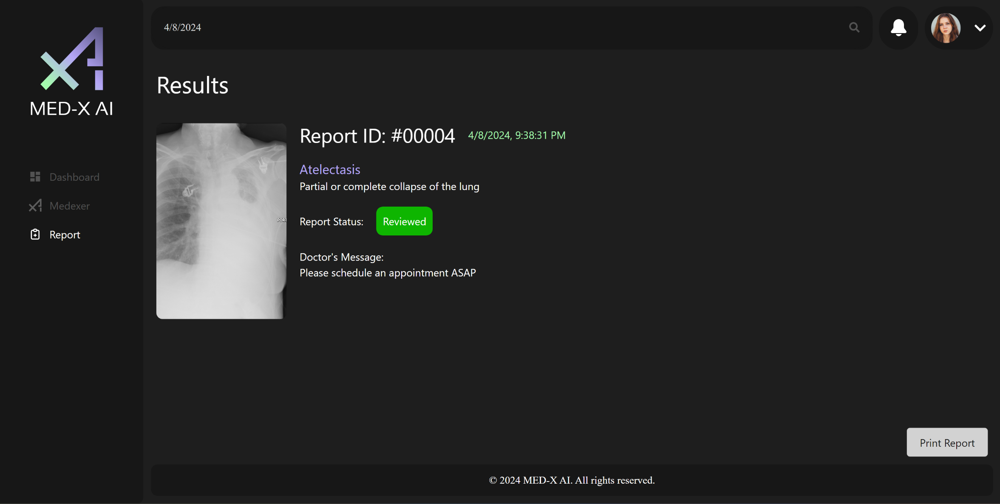 4/8/2024
MED-X AI
Dashboard
Medexer
Report
Results
Report ID: #00004
4/8/2024, 9:38:31 PM
Atelectasis
Partial or complete collapse of the lung
Report Status:
Reviewed
Doctor's Message:
Please schedule an appointment ASAP
PORT
Print Report
© 2024 MED-X AI. All rights reserved.